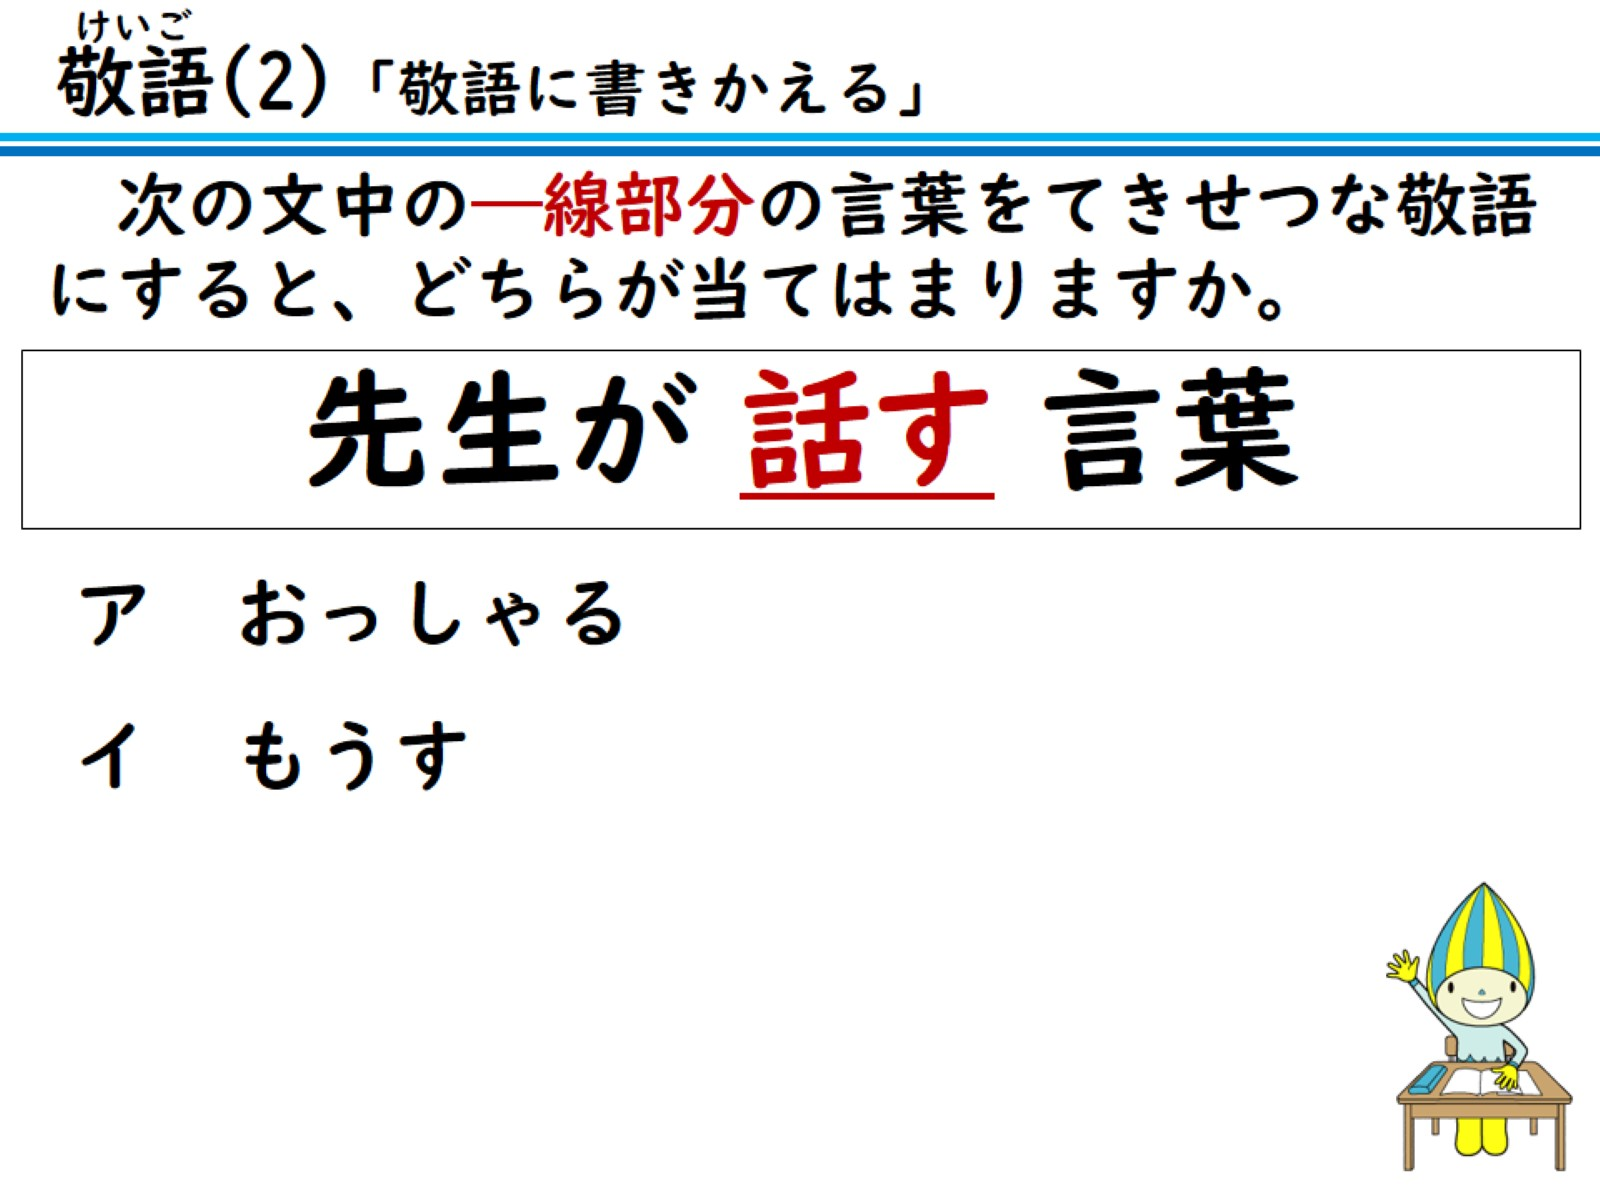 けいご
敬語(2)「敬語に書きかえる」
次の文中の―線部分の言葉をてきせつな敬語
にすると、どちらが当てはまりますか。
先生が 話す 言葉
ア　おっしゃる
イ　もうす